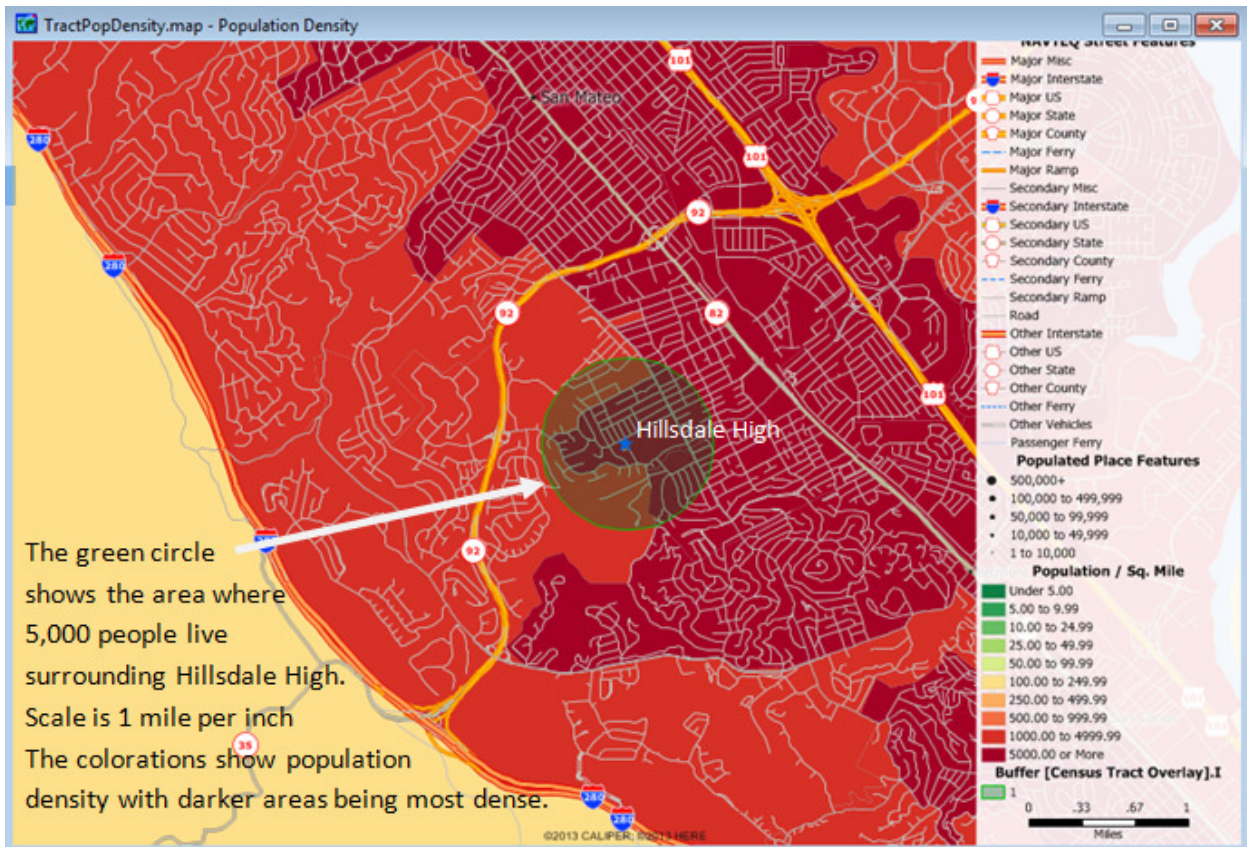 TractPopDensity.map - Population Density
NAVTEQ Street Features
Major Misc
Major Interstate
Major US
Major State
Major County
Major Ferry
Major Ramp
Secondary Misc
Secondary Interstate
Secondary US
Secondary State
Secondary County
Secondary Ferry
Secondary Ramp
Road
Other Interstate
Other US
Other State
Other County
Other Ferry
Other Vehicles
Passenger Ferry
Populated Place Features
500,000+
100,000 to 499,999
50,000 to 99,999
10,000 to 49,999
1 to 10,000
Population / Sq. Mile
Under 5.00
5.00 to 9.99
10.00 to 24.99
25.00 to 49.99
50.00 to 99.99
100.00 to 249.99
250.00 to 499.99
500.00 to 999.99
1000.00 to 4999.99
5000.00 or More
Buffer [Census Tract Overlay].I
1
0 .33 .67 1
Miles
101
San Mateo
280
101
92
280
92
82
101
Hillsdale High
280
92
The green circle
shows the area where
5,000 people live
surrounding Hillsdale High.
Scale is 1 mile per inch
35
The colorations show population
density with darker areas being most dense.
280
280
101
101
©2013 CALIPER; ©2013 HERE